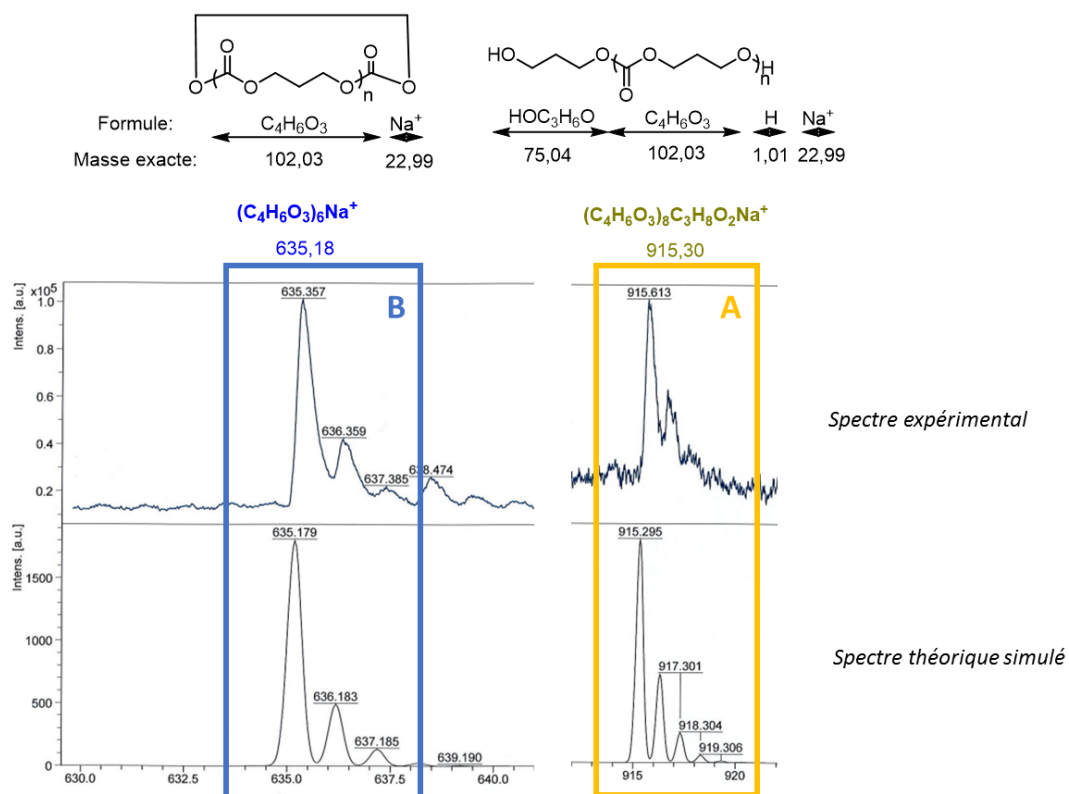 O O O O O O n
HO O O O O H n
Formule: C4H6O3 Na+ HOC3H6O C4H6O3 H Na+
Masse exacte: 102,03 22,99 75,04 102,03 1,01 22,99
(C4H6O3)6Na+ (C4H6O3)8C3H8O2Na+
635,18 915,30
Intens. [a.u.] x10^5 635.357 B 915.613 A
1.0
0.8
0.6
636.359 Spectre expérimental
0.4
637.385 638.474
0.2
Intens. [a.u.] 635.179 915.295
1500
917.301 Spectre théorique simulé
1000
636.183
500 918.304
637.185 919.306
639.190
0
630.0 632.5 635.0 637.5 640.0 915 920